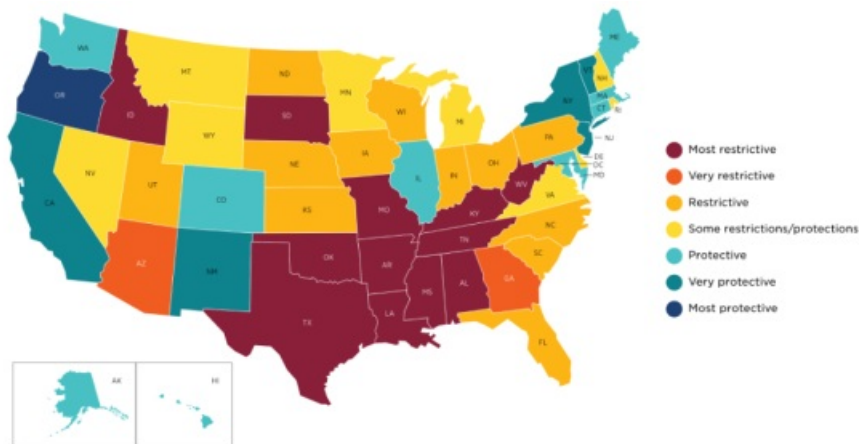 WA
ME
MT
ND
VT
NH
OR
MN
ID
SD
WI
NY
MA
CT
RI
WY
MI
PA
NJ
NE
IA
OH
DE
DC
MD
NV
UT
IL
IN
WV
VA
CO
CA
KS
MO
KY
NC
TN
AZ
NM
OK
AR
SC
MS
AL
GA
TX
LA
FL
AK
HI
Most restrictive
Very restrictive
Restrictive
Some restrictions/protections
Protective
Very protective
Most protective